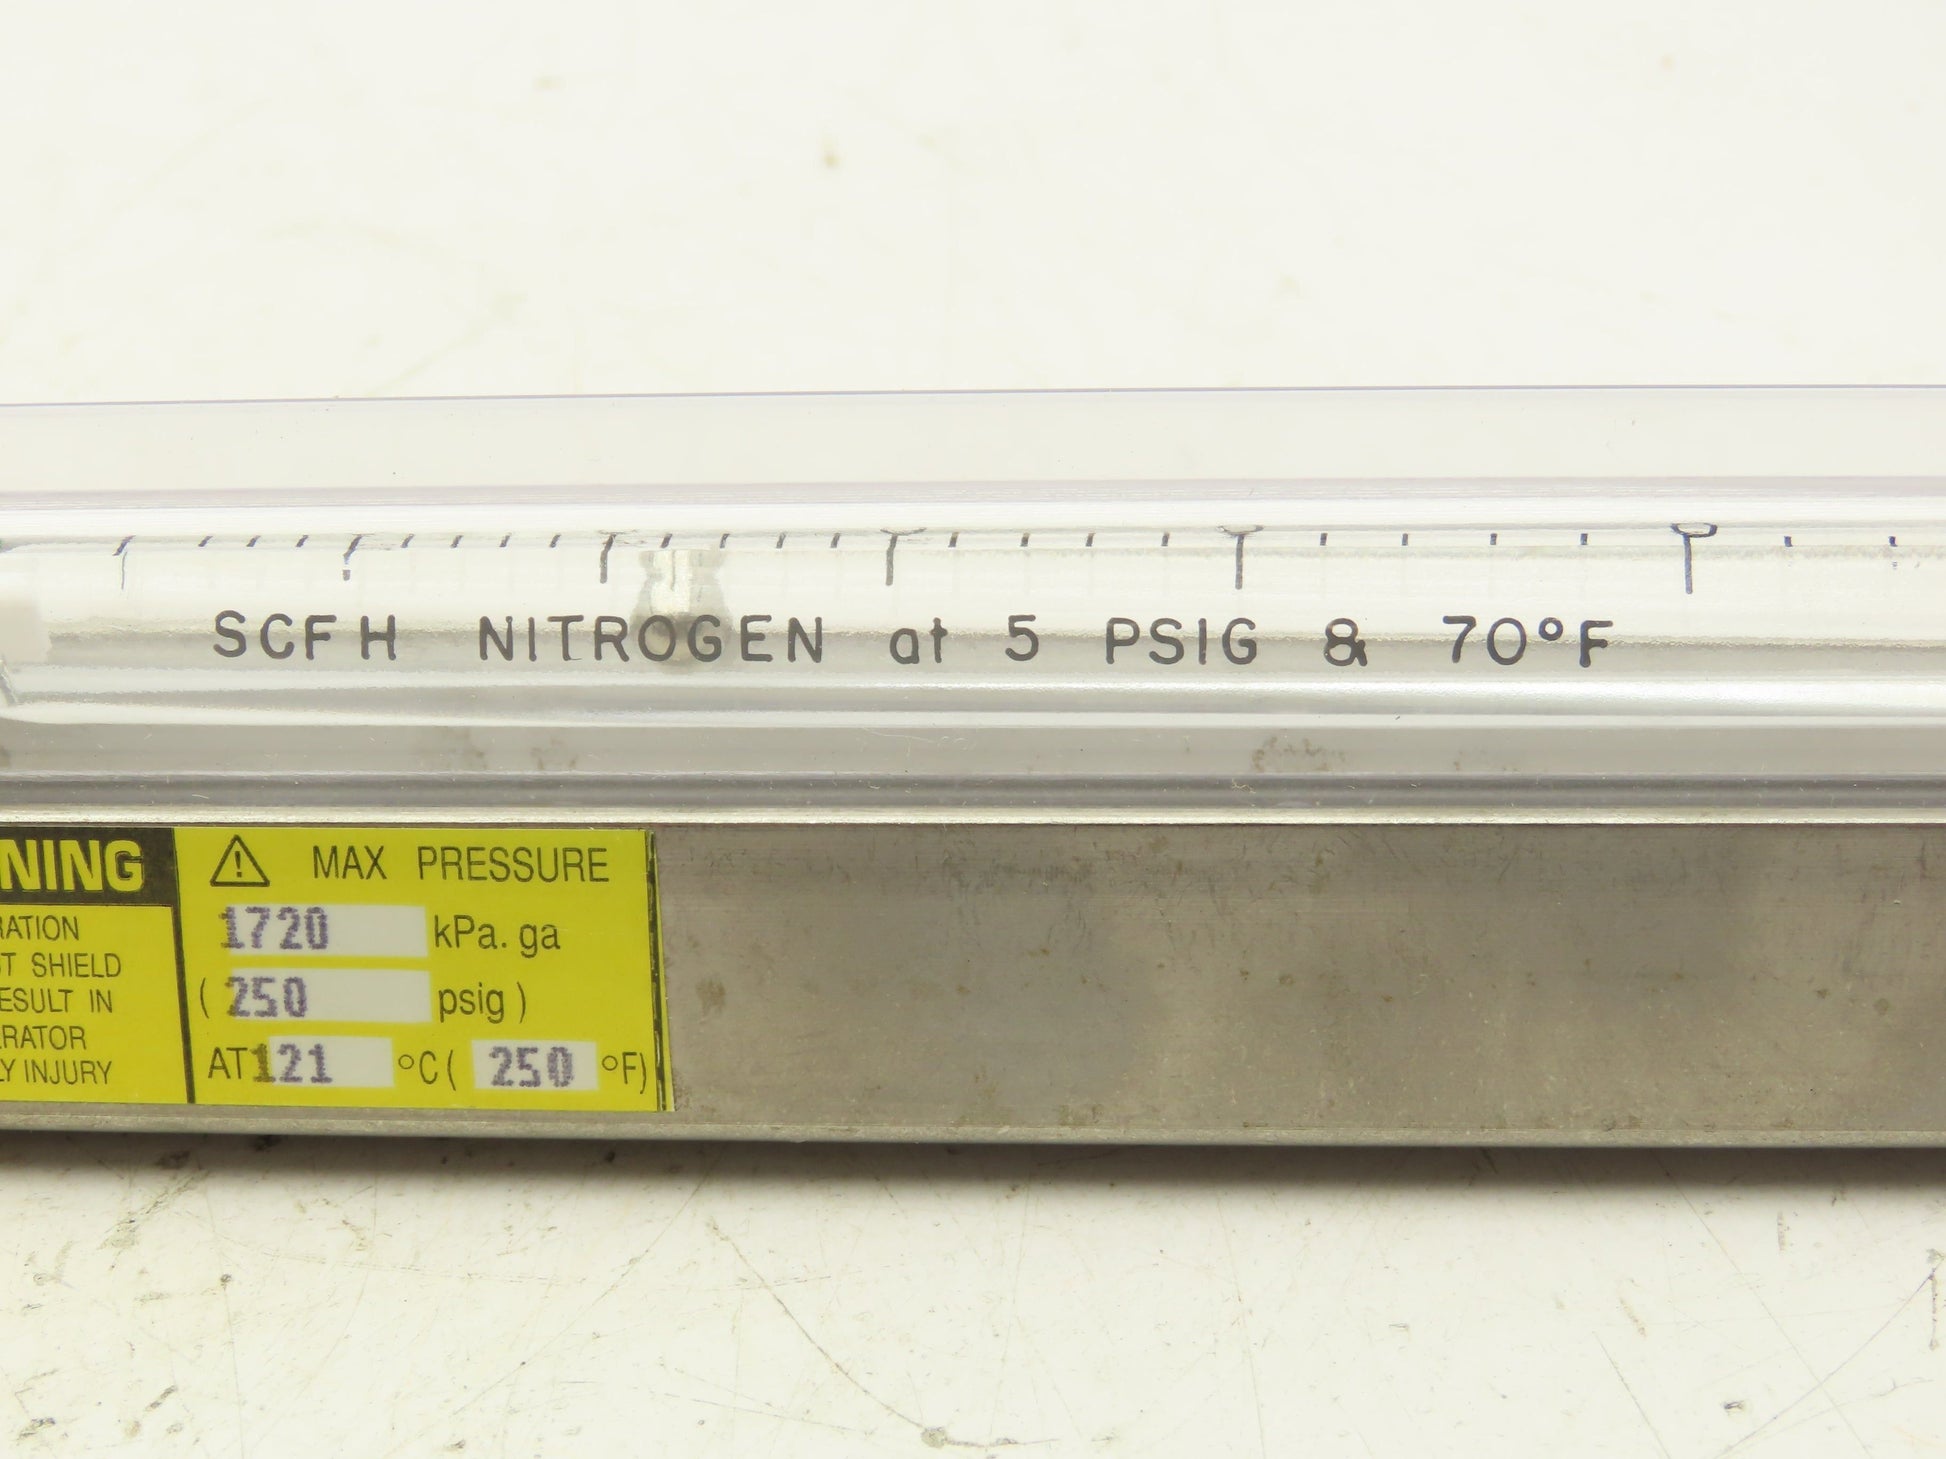 SCFH NITROGEN at 5 PSIG & 70°F
NING
RATION
T SHIELD
ESULT IN
RATOR
Y INJURY
⚠ MAX PRESSURE
1720 kPa. ga
(250 psig)
AT 121 °C ( 250 °F)